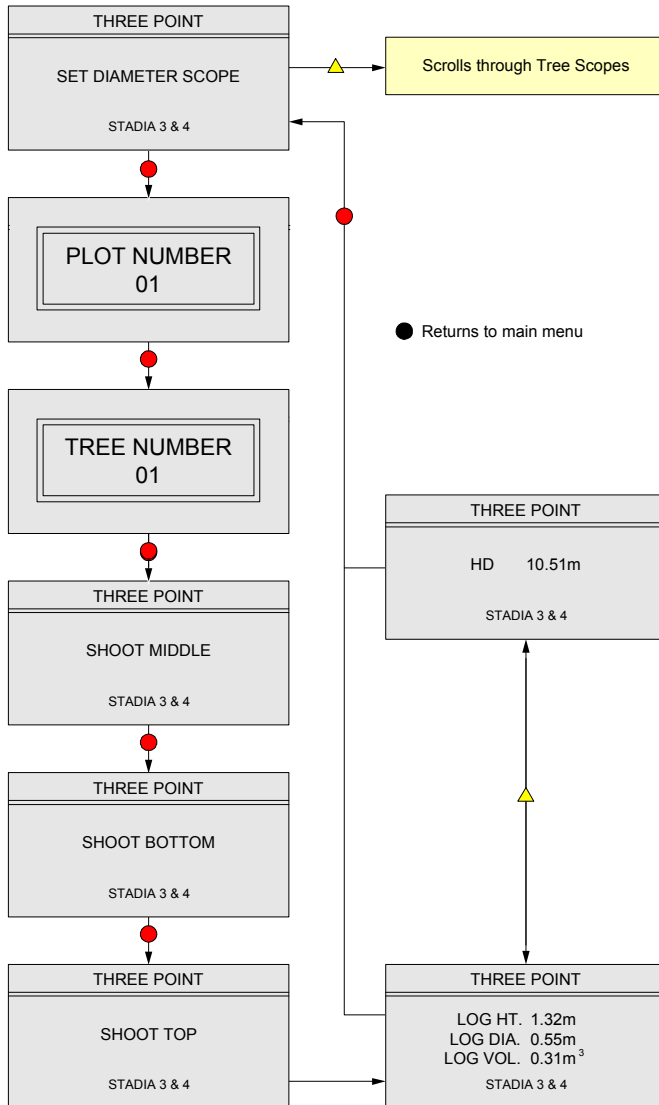 THREE POINT
SET DIAMETER SCOPE
STADIA 3 & 4
Scrolls through Tree Scopes
PLOT NUMBER
01
Returns to main menu
TREE NUMBER
01
THREE POINT
SHOOT MIDDLE
STADIA 3 & 4
THREE POINT
HD 10.51m
STADIA 3 & 4
THREE POINT
SHOOT BOTTOM
STADIA 3 & 4
THREE POINT
SHOOT TOP
STADIA 3 & 4
THREE POINT
LOG HT. 1.32m
LOG DIA. 0.55m
LOG VOL. 0.31m³
STADIA 3 & 4